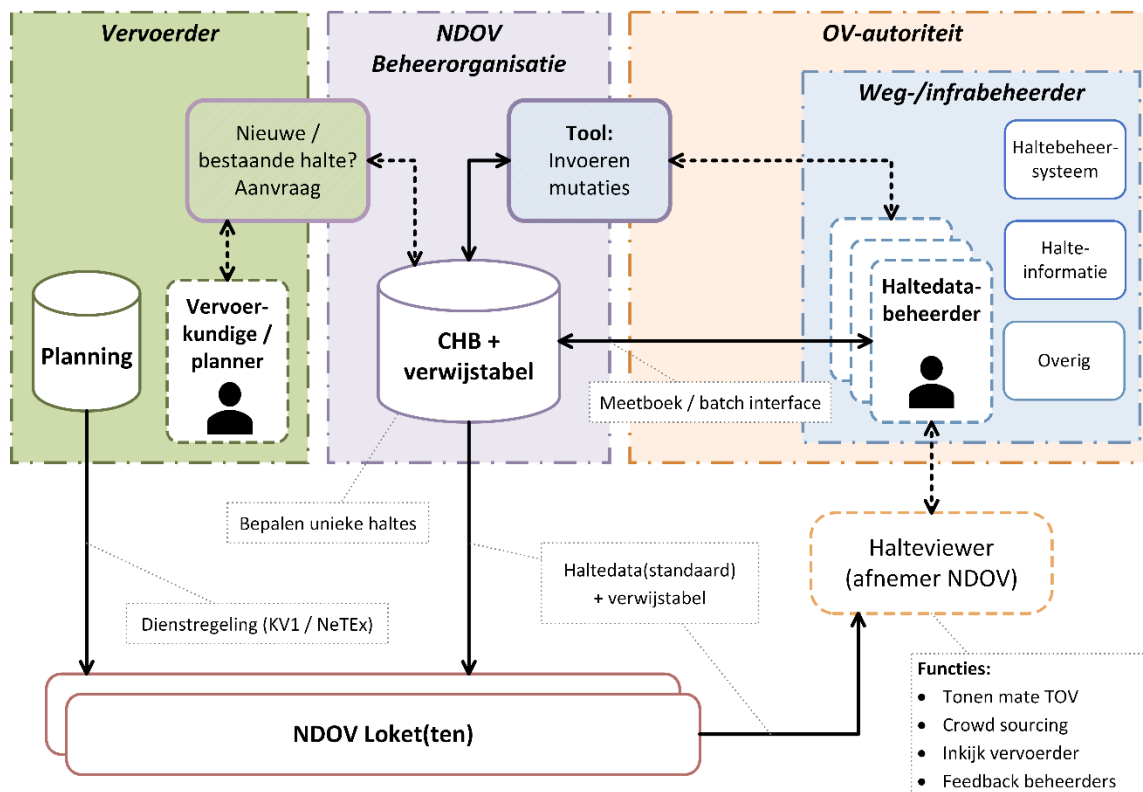 Vervoerder
NDOV
Beheerorganisatie
OV-autoriteit
Weg-/infrabeheerder
Nieuwe /
bestaande halte?
Aanvraag
Tool:
Invoeren
mutaties
Haltebeheer-
systeem
Halte-
informatie
Overig
Planning
Vervoer-
kundige /
planner
CHB +
verwijstabel
Haltedata-
beheerder
Meetboek / batch interface
Bepalen unieke haltes
Haltedata(standaard)
+ verwijstabel
Halteviewer
(afnemer NDOV)
Dienstregeling (KV1 / NeTEx)
NDOV Loket(ten)
Functies:
• Tonen mate TOV
• Crowd sourcing
• Inkijk vervoerder
• Feedback beheerders